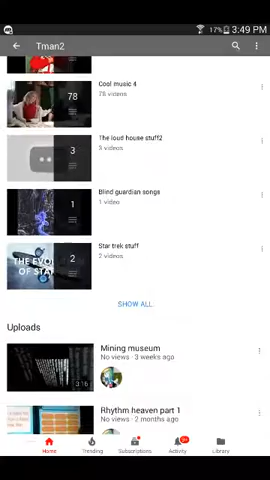 17% 3:49 PM
Tman2
Cool music 4
78 videos
78
The loud house stuff2
3 videos
3
Blind guardian songs
1 video
1
Star trek stuff
2 videos
2
THE EVO
OF STAR
SHOW ALL
Uploads
Mining museum
No views · 3 weeks ago
3:16
Rhythm heaven part 1
No views · 2 months ago
Home
Trending
Subscriptions
9+
Activity
Library